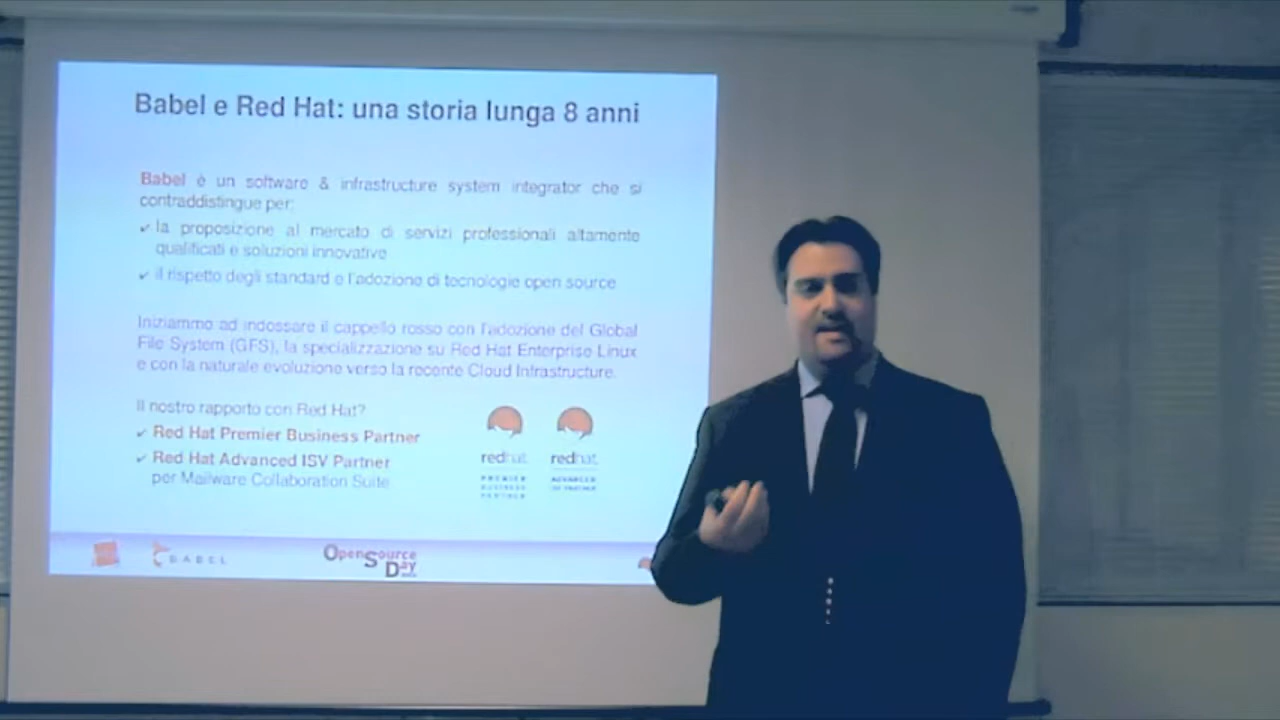 Babel e Red Hat: una storia lunga 8 anni
Babel è un software & infrastructure system integrator che si
contraddistingue per:
✓ la proposizione al mercato di servizi professionali altamente
qualificati e soluzioni innovative
✓ il rispetto degli standard e l'adozione di tecnologie open source
Iniziammo ad indossare il cappello rosso con l'adozione del Global
File System (GFS), la specializzazione su Red Hat Enterprise Linux
e con la naturale evoluzione verso la recente Cloud Infrastructure.
Il nostro rapporto con Red Hat?
✓ Red Hat Premier Business Partner
✓ Red Hat Advanced ISV Partner
per Mailware Collaboration Suite
redhat redhat
PREMIER ADVANCED
BUSINESS ISV PARTNER
PARTNER
BABEL
OpenSource
Day